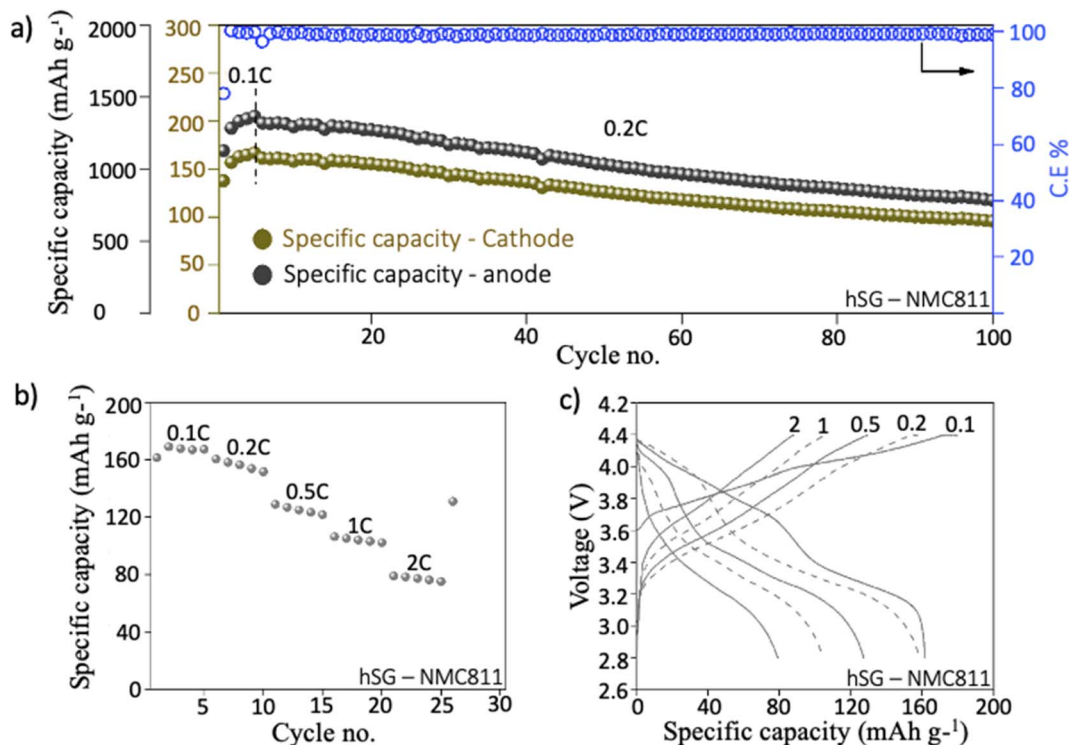 a)
Specific capacity (mAh g-¹)
2000
1500
1000
500
0
300
250
200
150
100
50
0
0.1C
0.2C
Specific capacity - Cathode
Specific capacity - anode
hSG – NMC811
100
80
60
40
20
0
C.E %
20
40
60
80
100
Cycle no.
b)
Specific capacity (mAh g-¹)
200
160
120
80
40
0
0.1C
0.2C
0.5C
1C
2C
hSG – NMC811
5
10
15
20
25
30
Cycle no.
c)
Voltage (V)
4.2
4.4
4.0
3.8
3.6
3.4
3.2
3.0
2.8
2.6
2
1
0.5
0.2
0.1
hSG – NMC811
0
40
80
120
160
200
Specific capacity (mAh g-¹)